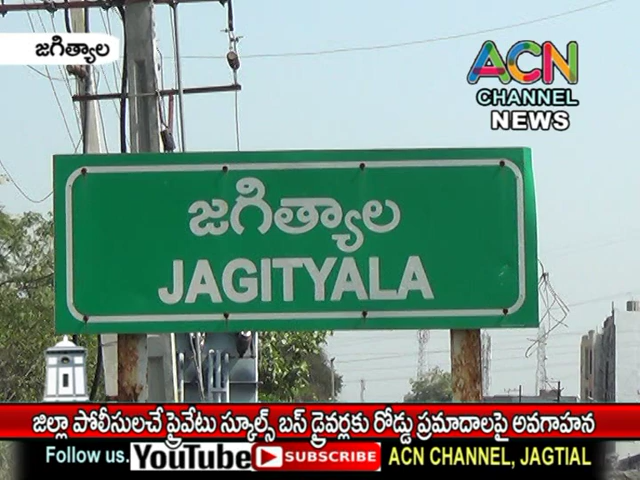 జగిత్యాల
ACN
CHANNEL
NEWS
జగిత్యాల
JAGITYALA
జిల్లా పోలీసులచే ప్రైవేటు స్కూల్స్ బస్ డ్రైవర్లకు రోడ్డు ప్రమాదాలపై అవగాహన
Follow us. YouTube SUBSCRIBE ACN CHANNEL, JAGTIAL